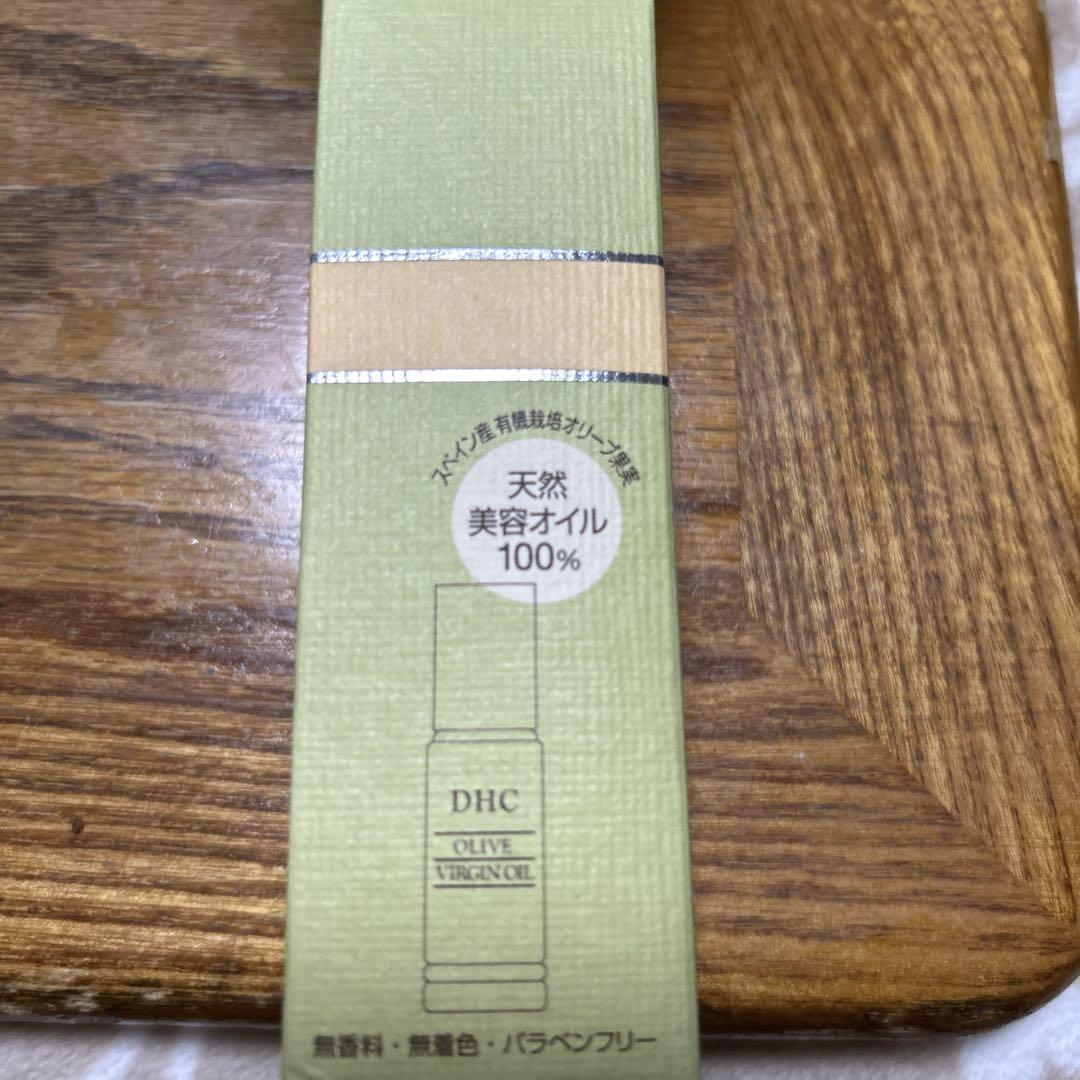 スペイン産 有機栽培オリーブ果実
天然
美容オイル
100%
DHC
OLIVE
VIRGIN OIL
無香料・無着色・パラベンフリー